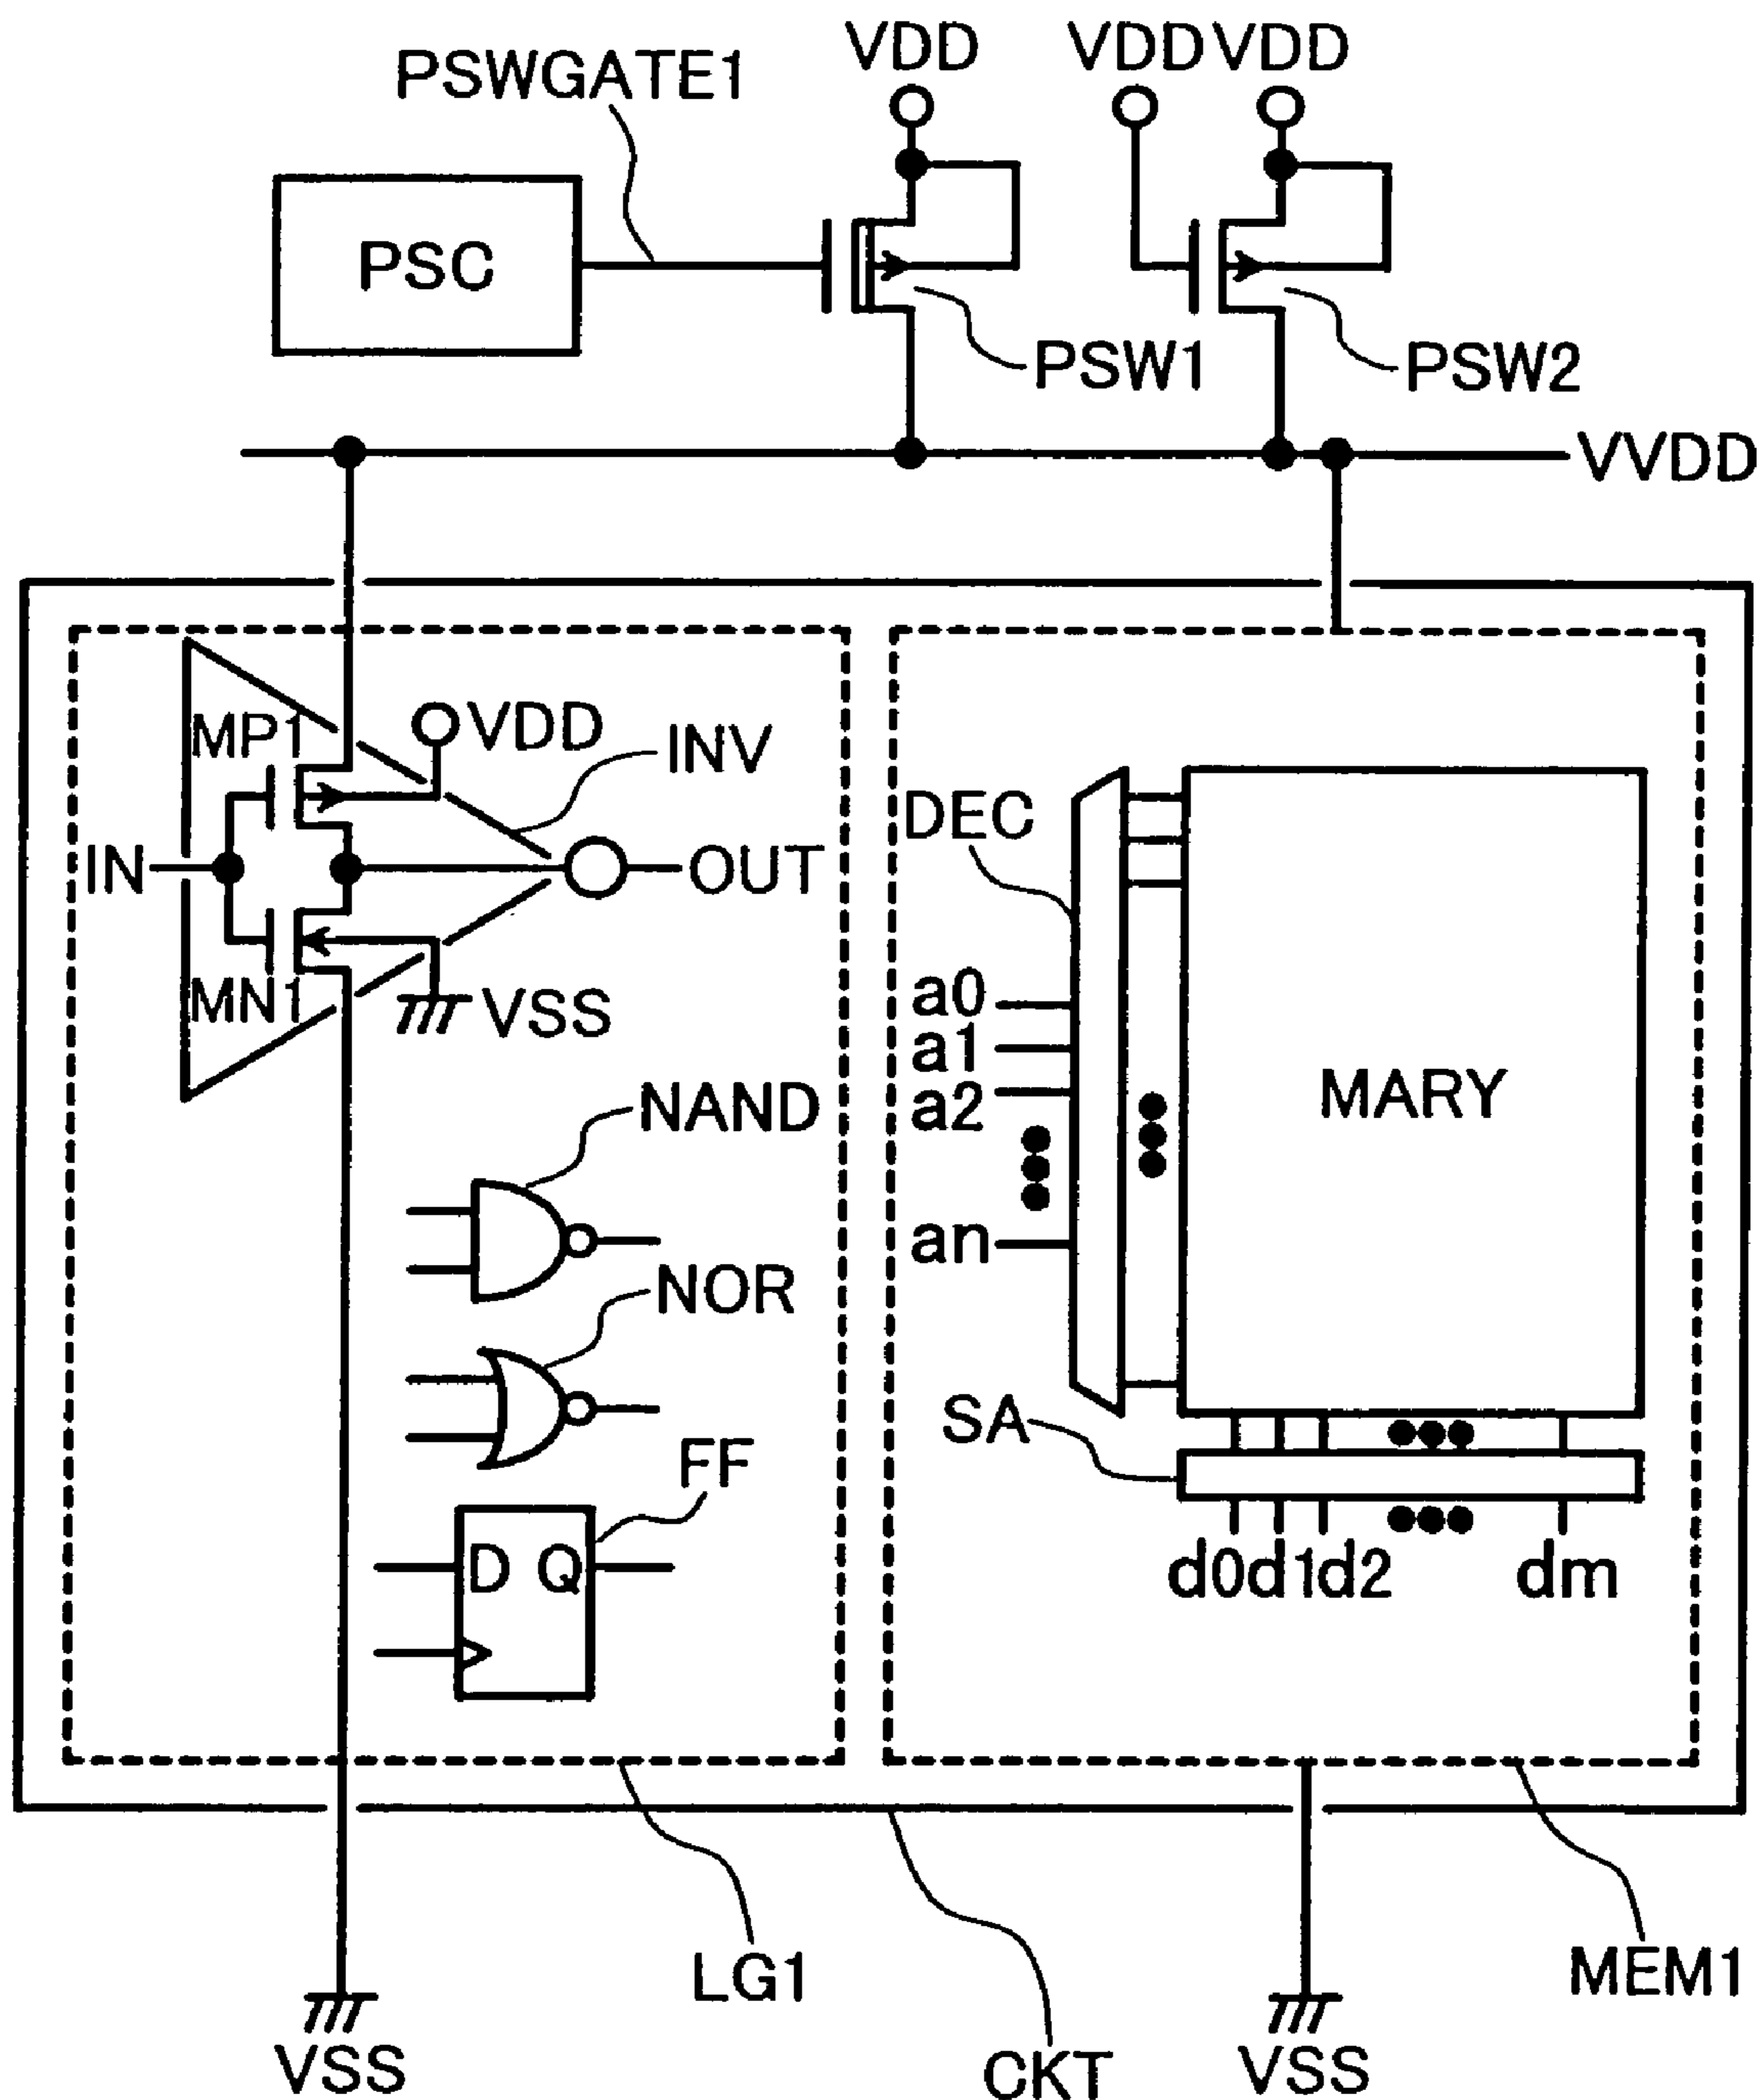 VDD
VDD
VDD
PSWGATE1
PSC
PSW1
PSW2
VVDD
MP1
VDD
INV
IN
OUT
MN1
VSS
NAND
NOR
FF
D Q
DEC
a0
a1
a2
an
MARY
SA
d0
d1
d2
dm
LG1
MEM1
VSS
CKT
VSS